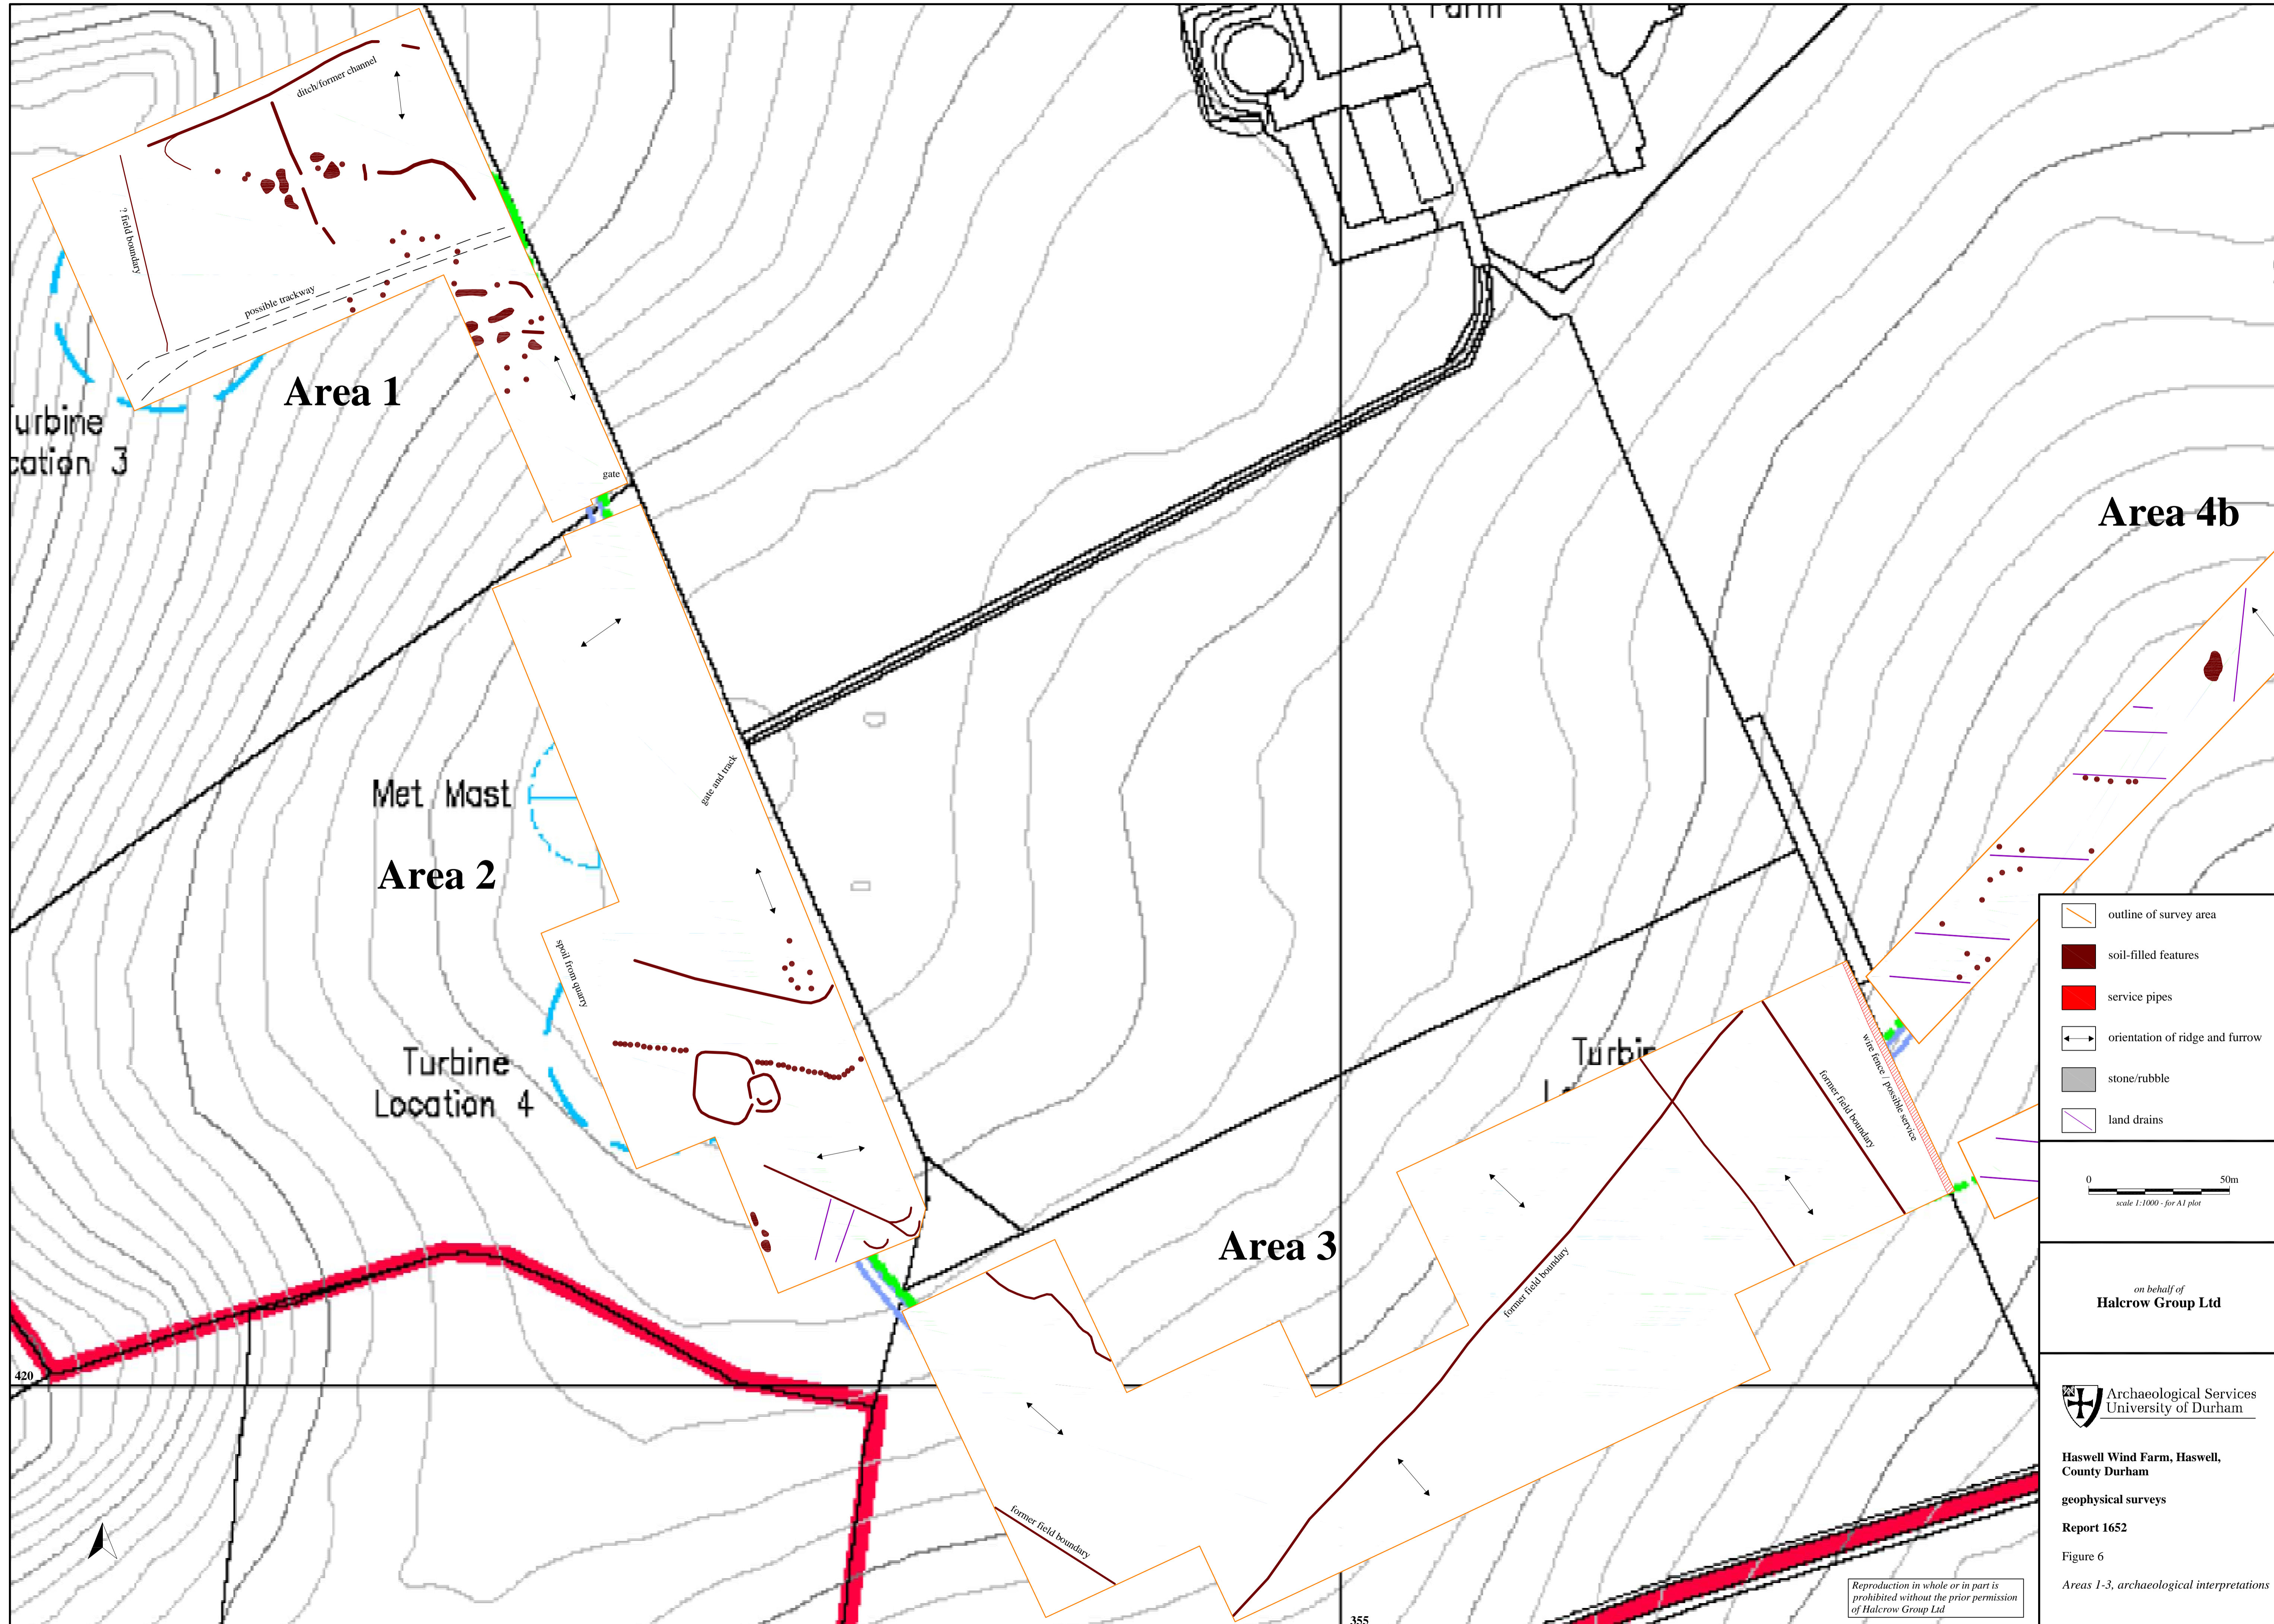 Farm
ditch/former channel
? field boundary
possible trackway
Area 1
urbine
cation 3
gate
Area 4b
gate and track
Met Mast
Area 2
spoil from quarry
Turbine
Location 4
Turbin
wire fence / possible service
former field boundary
Area 3
former field boundary
former field boundary
420
355
outline of survey area
soil-filled features
service pipes
orientation of ridge and furrow
stone/rubble
land drains
0 50m
scale 1:1000 - for A1 plot
on behalf of
Halcrow Group Ltd
Archaeological Services
University of Durham
Haswell Wind Farm, Haswell,
County Durham
geophysical surveys
Report 1652
Figure 6
Areas 1-3, archaeological interpretations
Reproduction in whole or in part is
prohibited without the prior permission
of Halcrow Group Ltd